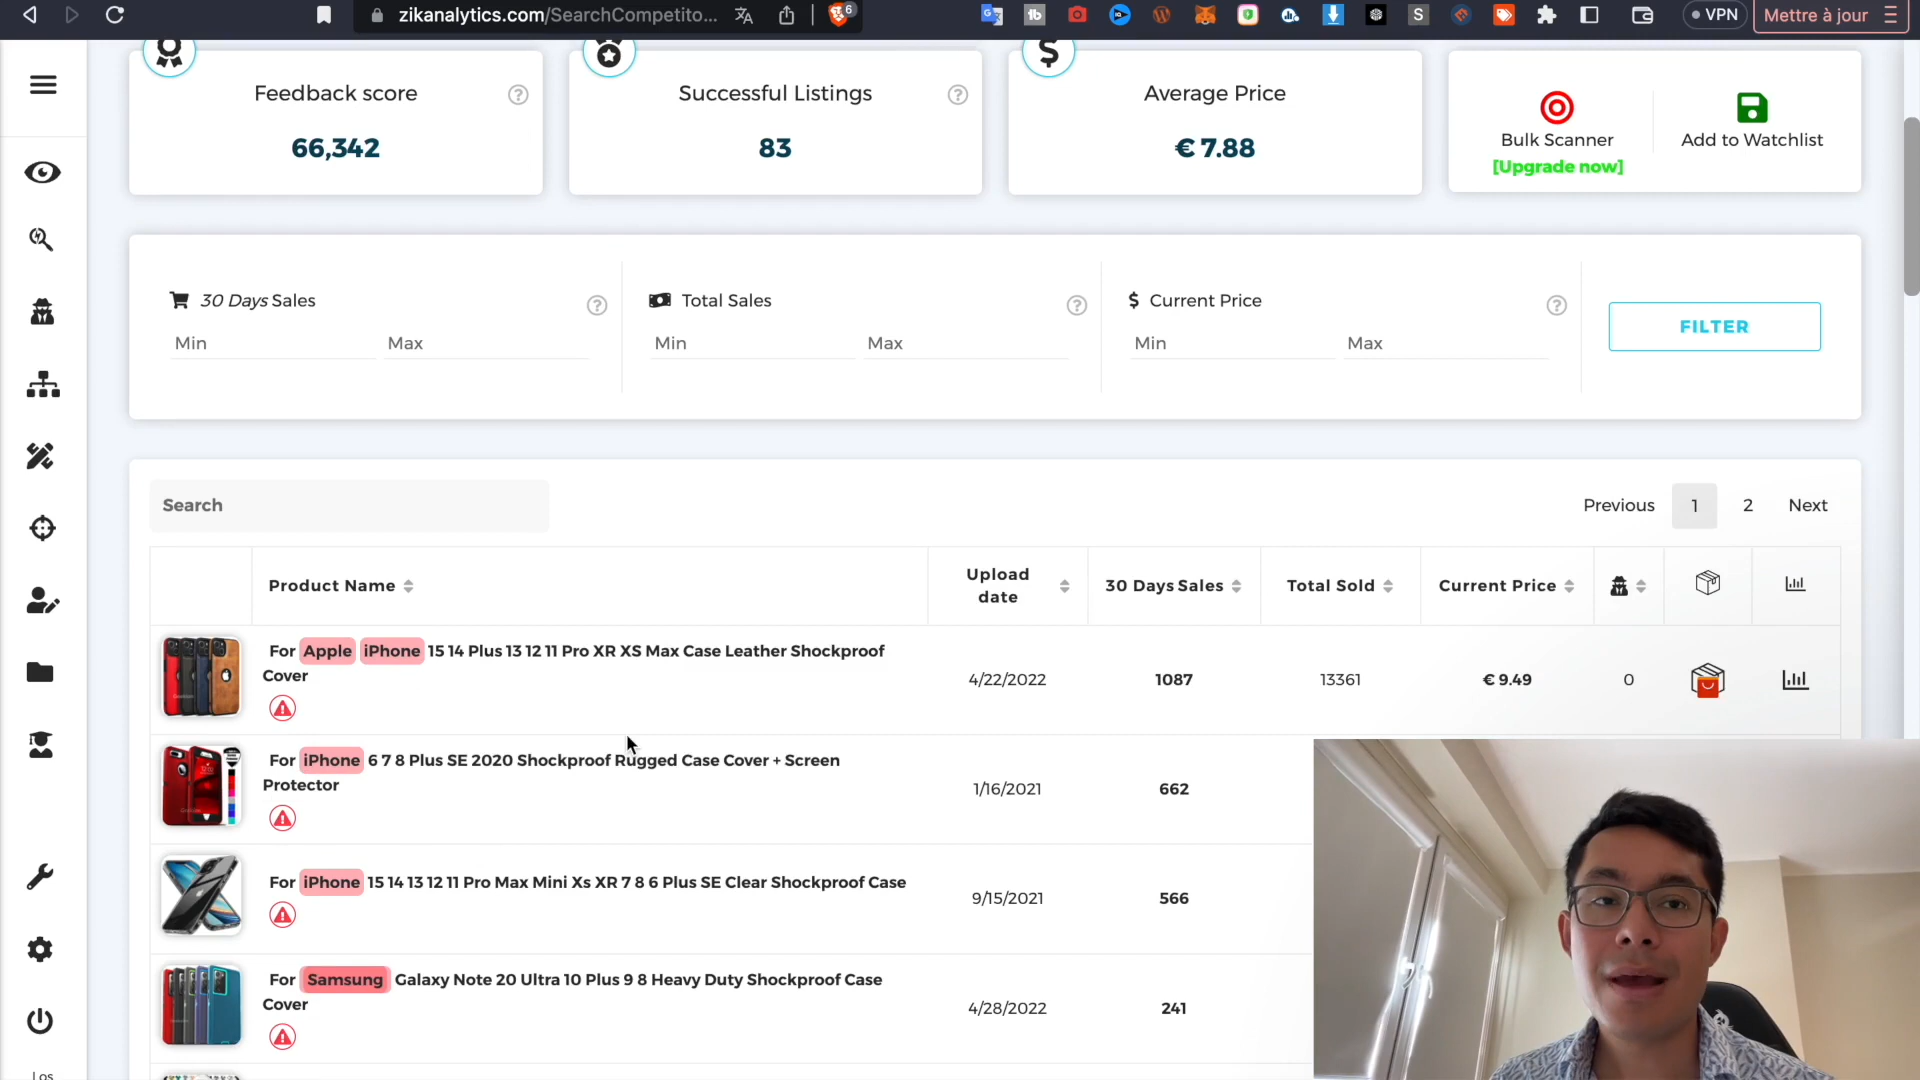 zikanalytics.com/SearchCompetito...
6
VPN
Mettre à jour
Feedback score
66,342
Successful Listings
83
Average Price
€ 7.88
Bulk Scanner
[Upgrade now]
Add to Watchlist
30 Days Sales
Min
Max
Total Sales
Min
Max
Current Price
Min
Max
FILTER
Search
Previous
1
2
Next
Product Name
Upload
date
30 Days Sales
Total Sold
Current Price
For Apple iPhone 15 14 Plus 13 12 11 Pro XR XS Max Case Leather Shockproof
Cover
4/22/2022
1087
13361
€ 9.49
0
For iPhone 6 7 8 Plus SE 2020 Shockproof Rugged Case Cover + Screen
Protector
1/16/2021
662
For iPhone 15 14 13 12 11 Pro Max Mini Xs XR 7 8 6 Plus SE Clear Shockproof Case
9/15/2021
566
For Samsung Galaxy Note 20 Ultra 10 Plus 9 8 Heavy Duty Shockproof Case
Cover
4/28/2022
241